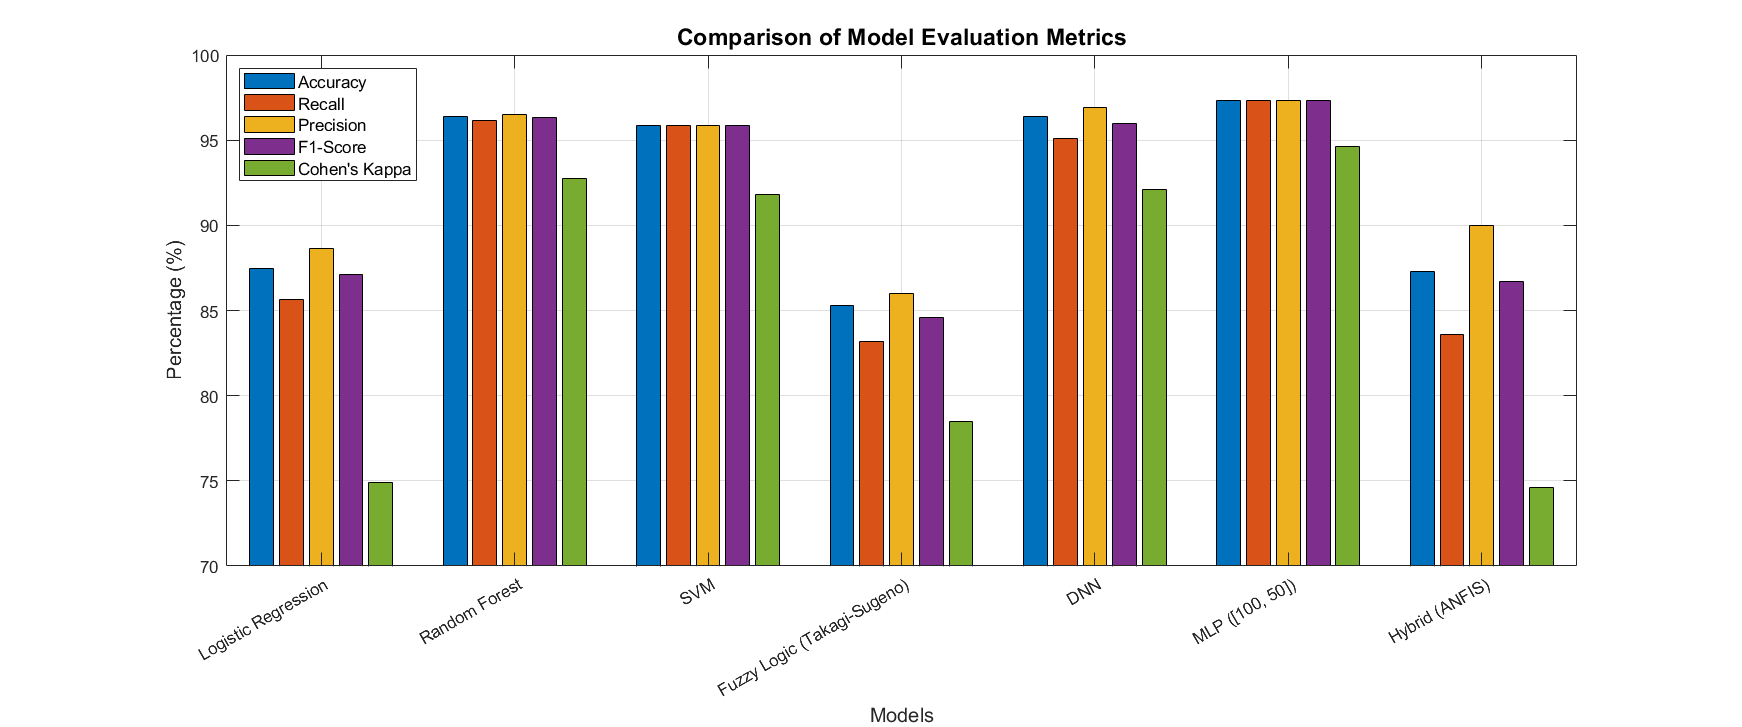 Comparison of Model Evaluation Metrics
100
95
90
85
80
75
70
Percentage (%)
Accuracy
Recall
Precision
F1-Score
Cohen's Kappa
Logistic Regression
Random Forest
SVM
Fuzzy Logic (Takagi-Sugeno)
DNN
MLP ([100, 50])
Hybrid (ANFIS)
Models